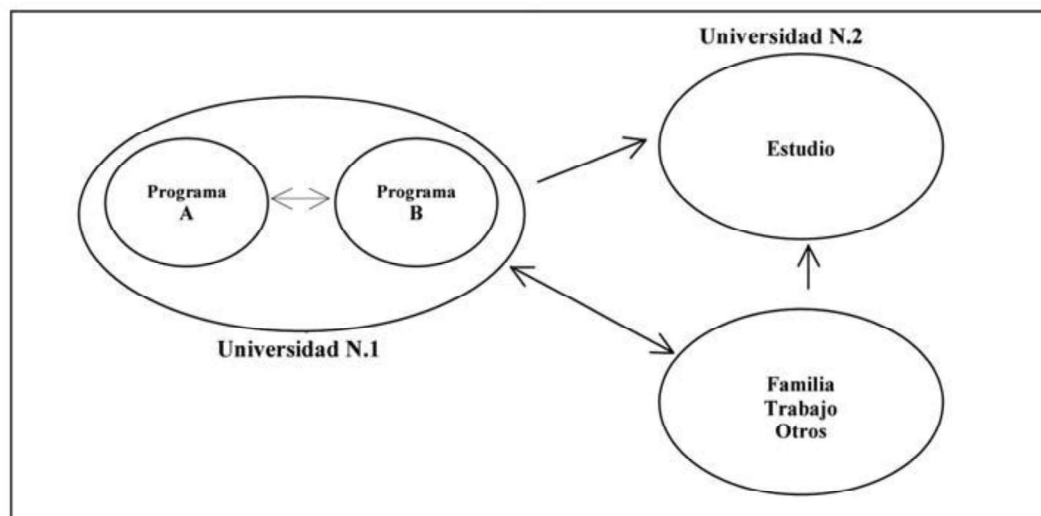 Universidad N.2
Estudio
Programa
A
Programa
B
Universidad N.1
Familia
Trabajo
Otros